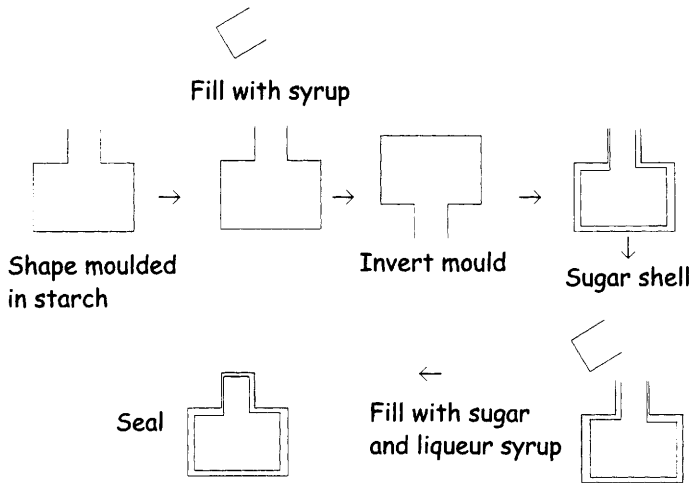 Fill with syrup
Shape moulded
in starch
Invert mould
Sugar shell
Seal
Fill with sugar
and liqueur syrup